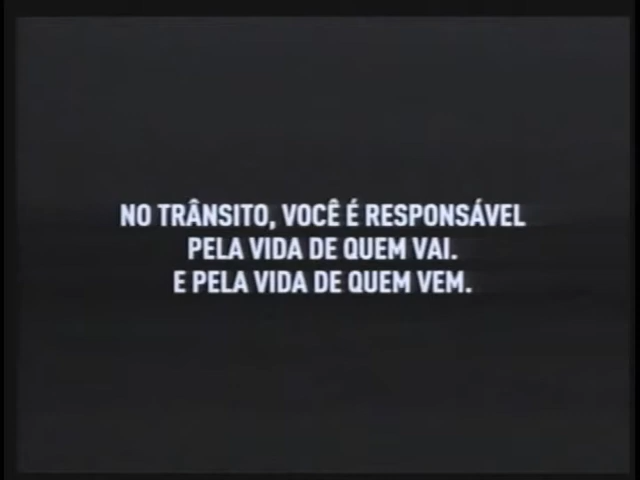 NO TRÂNSITO, VOCÊ É RESPONSÁVEL
PELA VIDA DE QUEM VAI.
E PELA VIDA DE QUEM VEM.